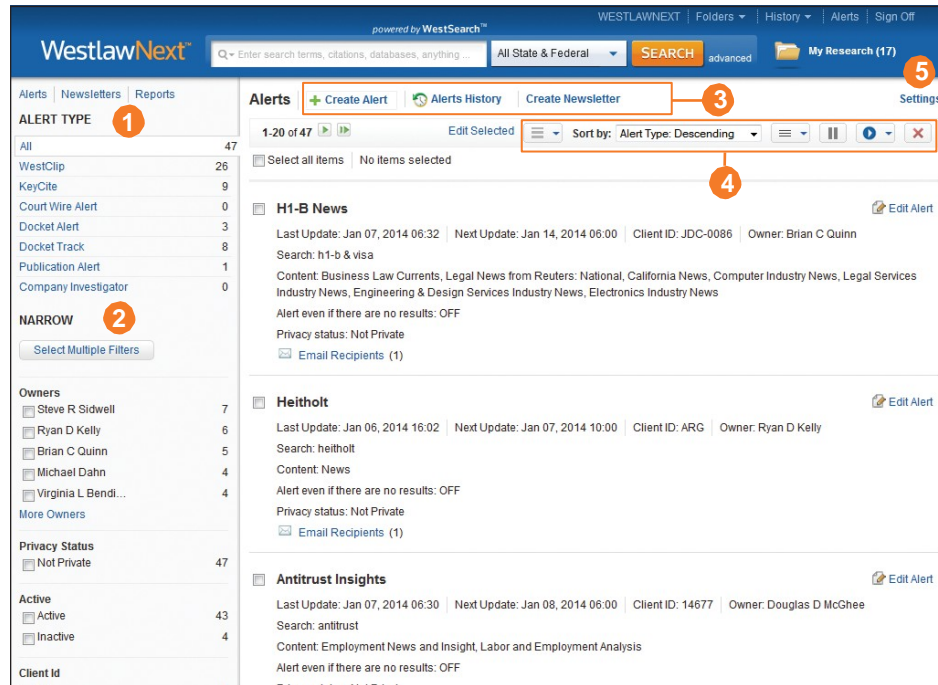 WESTLAWNEXT Folders History Alerts Sign Off
powered by WestSearch™
WestlawNext™
Enter search terms, citations, databases, anything ...
All State & Federal
SEARCH
advanced
My Research (17)
5
Alerts Newsletters Reports
ALERT TYPE
1
All 47
WestClip 26
KeyCite 9
Court Wire Alert 0
Docket Alert 3
Docket Track 8
Publication Alert 1
Company Investigator 0
NARROW
2
Select Multiple Filters
Owners
Steve R Sidwell 7
Ryan D Kelly 6
Brian C Quinn 5
Michael Dahn 4
Virginia L Bendi... 4
More Owners
Privacy Status
Not Private 47
Active
Active 43
Inactive 4
Client Id
Alerts Create Alert Alerts History Create Newsletter
3
Settings
1-20 of 47 Edit Selected Sort by: Alert Type: Descending
4
Select all items No items selected
H1-B News Edit Alert
Last Update: Jan 07, 2014 06:32 Next Update: Jan 14, 2014 06:00 Client ID: JDC-0086 Owner: Brian C Quinn
Search: h1-b & visa
Content: Business Law Currents, Legal News from Reuters: National, California News, Computer Industry News, Legal Services
Industry News, Engineering & Design Services Industry News, Electronics Industry News
Alert even if there are no results: OFF
Privacy status: Not Private
Email Recipients (1)
Heitholt Edit Alert
Last Update: Jan 06, 2014 16:02 Next Update: Jan 07, 2014 10:00 Client ID: ARG Owner: Ryan D Kelly
Search: heitholt
Content: News
Alert even if there are no results: OFF
Privacy status: Not Private
Email Recipients (1)
Antitrust Insights Edit Alert
Last Update: Jan 07, 2014 06:30 Next Update: Jan 08, 2014 06:00 Client ID: 14677 Owner: Douglas D McGhee
Search: antitrust
Content: Employment News and Insight, Labor and Employment Analysis
Alert even if there are no results: OFF